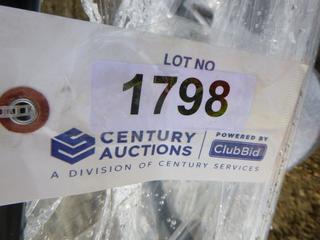 LOT NO
1798
CENTURY
AUCTIONS
POWERED BY
ClubBid
A DIVISION OF CENTURY SERVICES